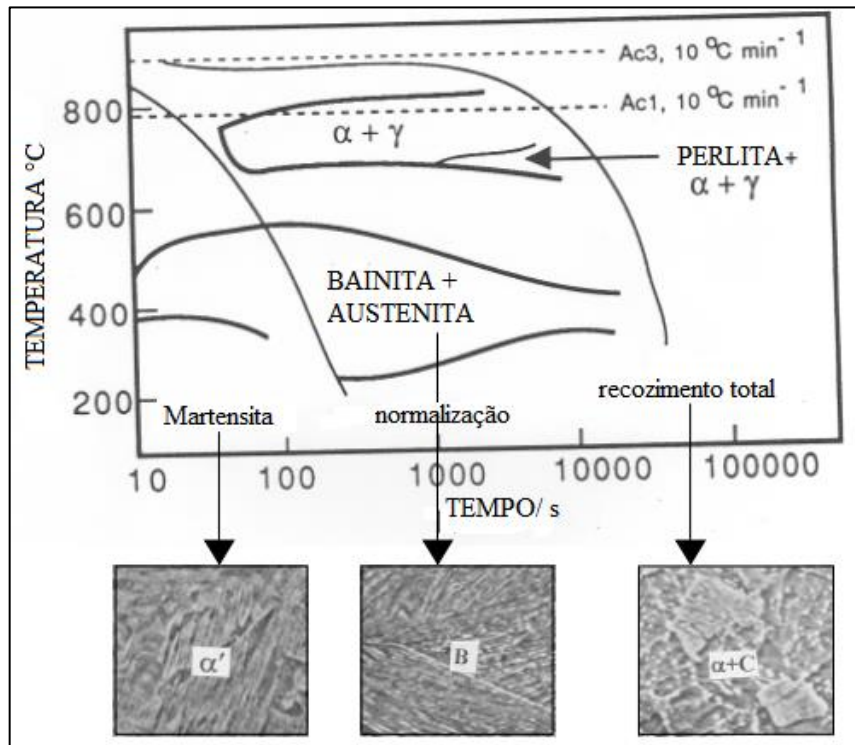 Ac3, 10 °C min⁻¹
800
Ac1, 10 °C min⁻¹
α + γ
PERLITA+
α + γ
TEMPERATURA °C
600
BAINITA +
AUSTENITA
400
200
Martensita
normalização
recozimento total
10
100
1000
10000
100000
TEMPO/ s
α'
B
α+C